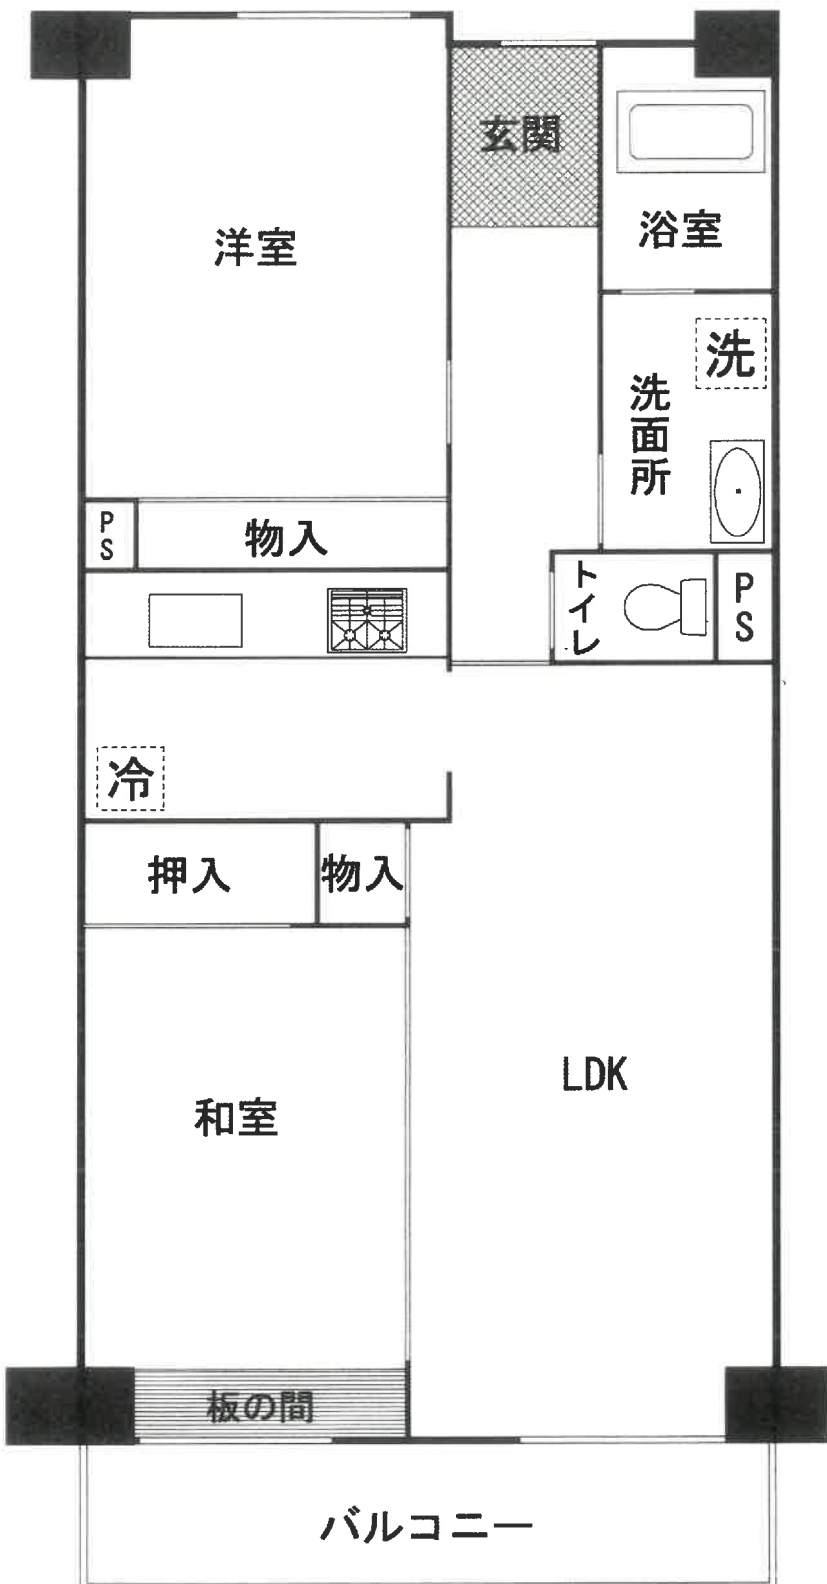 玄関
浴室
洋室
洗
洗面所
PS
物入
トイレ
PS
冷
押入
物入
LDK
和室
板の間
バルコニー